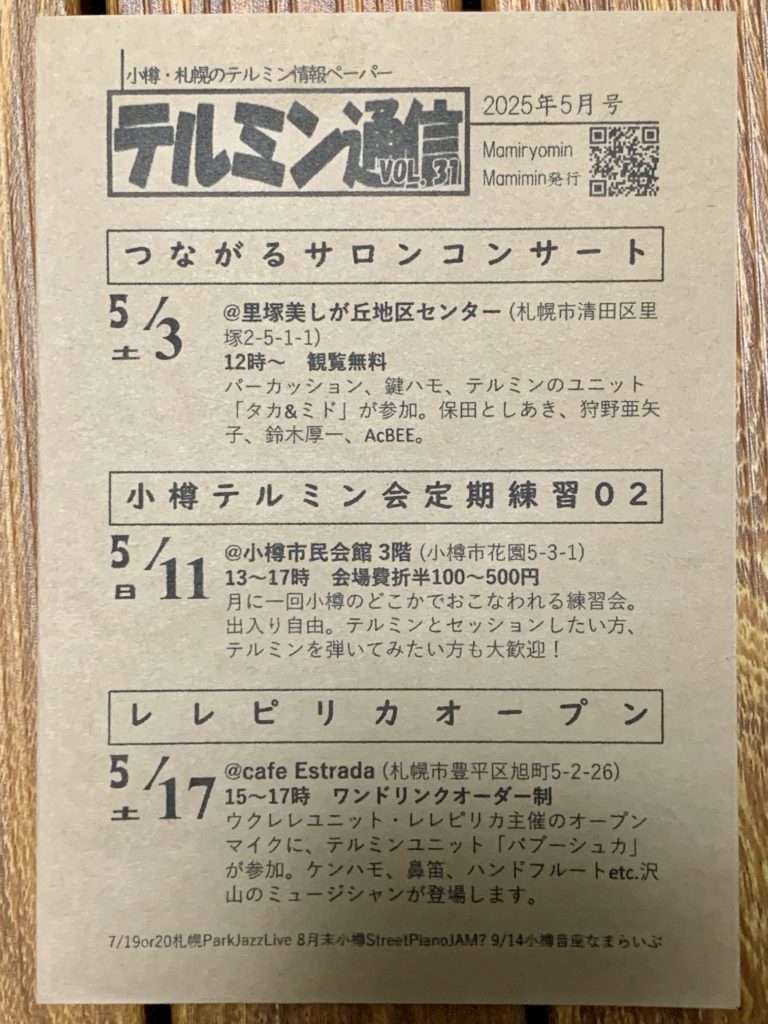 小樽・札幌のテルミン情報ペーパー
テルミン通信
VOL.31
2025年5月号
Mamiryomin
Mamimin発行
つながるサロンコンサート
5/3
土
@里塚美しが丘地区センター (札幌市清田区里
塚2-5-1-1)
12時～ 観覧無料
パーカッション、鍵ハモ、テルミンのユニット
「タカ&ミド」が参加。保田としあき、狩野亜矢
子、鈴木厚一、AcBEE。
小樽テルミン会定期練習02
5/11
日
@小樽市民会館 3階 (小樽市花園5-3-1)
13～17時 会場費折半100～500円
月に一回小樽のどこかでおこなわれる練習会。
出入り自由。テルミンとセッションしたい方、
テルミンを弾いてみたい方も大歓迎！
レレピリカオープン
5/17
土
@cafe Estrada (札幌市豊平区旭町5-2-26)
15～17時 ワンドリンクオーダー制
ウクレレユニット・レレピリカ主催のオープン
マイクに、テルミンユニット「バブーシュカ」
が参加。ケンハモ、鼻笛、ハンドフルートetc.沢
山のミュージシャンが登場します。
7/19or20札幌ParkJazzLive 8月末小樽StreetPianoJAM? 9/14小樽音座なまらいぶ